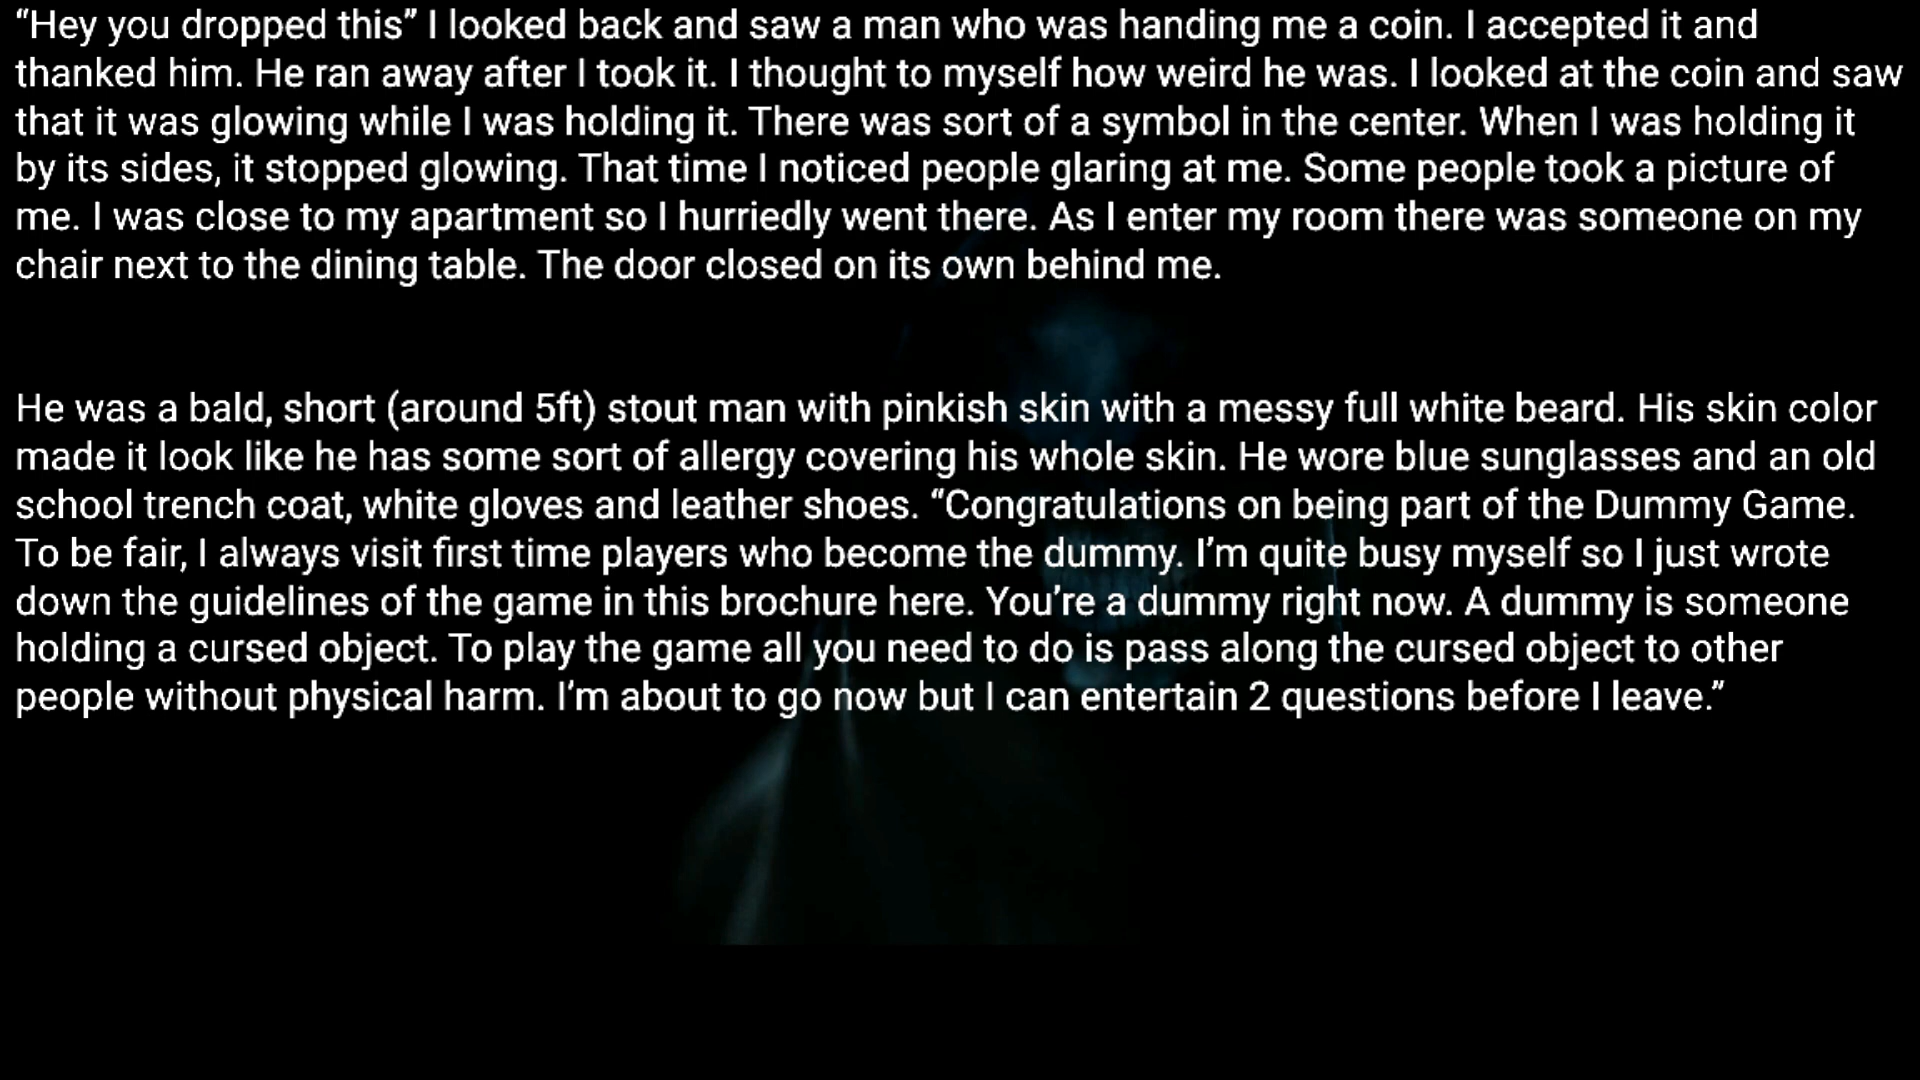 “Hey you dropped this” I looked back and saw a man who was handing me a coin. I accepted it and
thanked him. He ran away after I took it. I thought to myself how weird he was. I looked at the coin and saw
that it was glowing while I was holding it. There was sort of a symbol in the center. When I was holding it
by its sides, it stopped glowing. That time I noticed people glaring at me. Some people took a picture of
me. I was close to my apartment so I hurriedly went there. As I enter my room there was someone on my
chair next to the dining table. The door closed on its own behind me.
He was a bald, short (around 5ft) stout man with pinkish skin with a messy full white beard. His skin color
made it look like he has some sort of allergy covering his whole skin. He wore blue sunglasses and an old
school trench coat, white gloves and leather shoes. “Congratulations on being part of the Dummy Game.
To be fair, I always visit first time players who become the dummy. I’m quite busy myself so I just wrote
down the guidelines of the game in this brochure here. You’re a dummy right now. A dummy is someone
holding a cursed object. To play the game all you need to do is pass along the cursed object to other
people without physical harm. I’m about to go now but I can entertain 2 questions before I leave.”